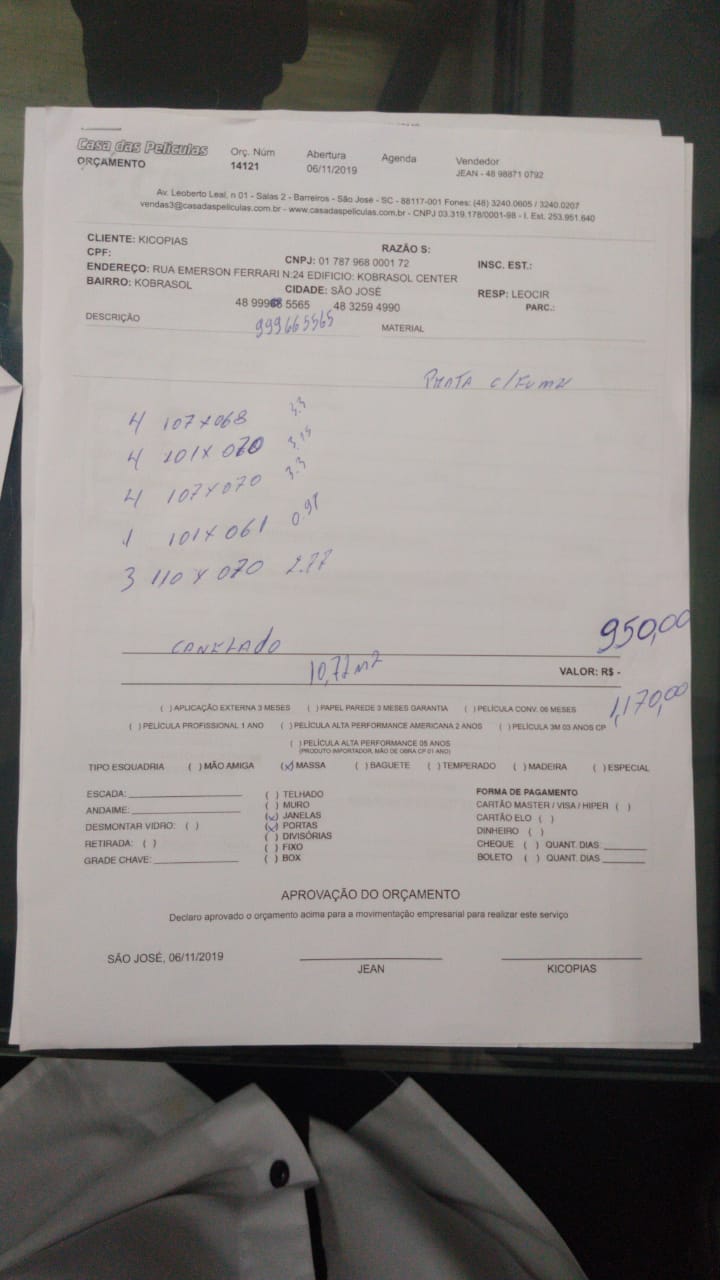 Casa das Películas
ORÇAMENTO
Orç. Núm
14121
Abertura
06/11/2019
Agenda
Vendedor
JEAN - 48 98871 0792
Av. Leoberto Leal, n 01 - Salas 2 - Barreiros - São José - SC - 88117-001 Fones: (48) 3240.0605 / 3240.0207
vendas3@casadaspeliculas.com.br - www.casadaspeliculas.com.br - CNPJ 03.319.178/0001-98 - I. Est. 253.951.640
CLIENTE: KICOPIAS RAZÃO S:
CPF: CNPJ: 01 787 968 0001 72 INSC. EST.:
ENDEREÇO: RUA EMERSON FERRARI N:24 EDIFICIO: KOBRASOL CENTER
BAIRRO: KOBRASOL CIDADE: SÃO JOSÉ RESP: LEOCIR
48 99968 5565 48 3259 4990 PARC.:
DESCRIÇÃO 999665565 MATERIAL
PRATA c/Fume
4 107x068 3.3
4 101x070 3.15
4 107x070 3.3
1 101x061 0.91
3 110x070 2.77
950,00
CANELADO
10,72m2 VALOR: R$ -
1,170,00
( ) APLICAÇÃO EXTERNA 3 MESES ( ) PAPEL PAREDE 3 MESES GARANTIA ( ) PELÍCULA CONV. 06 MESES
( ) PELÍCULA PROFISSIONAL 1 ANO ( ) PELÍCULA ALTA PERFORMANCE AMERICANA 2 ANOS ( ) PELÍCULA 3M 03 ANOS CP
( ) PELÍCULA ALTA PERFORMANCE 05 ANOS
(PRODUTO IMPORTADOR, MÃO DE OBRA CP 01 ANO)
TIPO ESQUADRIA ( ) MÃO AMIGA (x) MASSA ( ) BAGUETE ( ) TEMPERADO ( ) MADEIRA ( ) ESPECIAL
ESCADA:
ANDAIME:
DESMONTAR VIDRO: ( )
RETIRADA: ( )
GRADE CHAVE:
( ) TELHADO
( ) MURO
(x) JANELAS
(x) PORTAS
( ) DIVISÓRIAS
( ) FIXO
( ) BOX
FORMA DE PAGAMENTO
CARTÃO MASTER / VISA / HIPER ( )
CARTÃO ELO ( )
DINHEIRO ( )
CHEQUE ( ) QUANT. DIAS
BOLETO ( ) QUANT. DIAS
APROVAÇÃO DO ORÇAMENTO
Declaro aprovado o orçamento acima para a movimentação empresarial para realizar este serviço
SÃO JOSÉ, 06/11/2019
JEAN
KICOPIAS